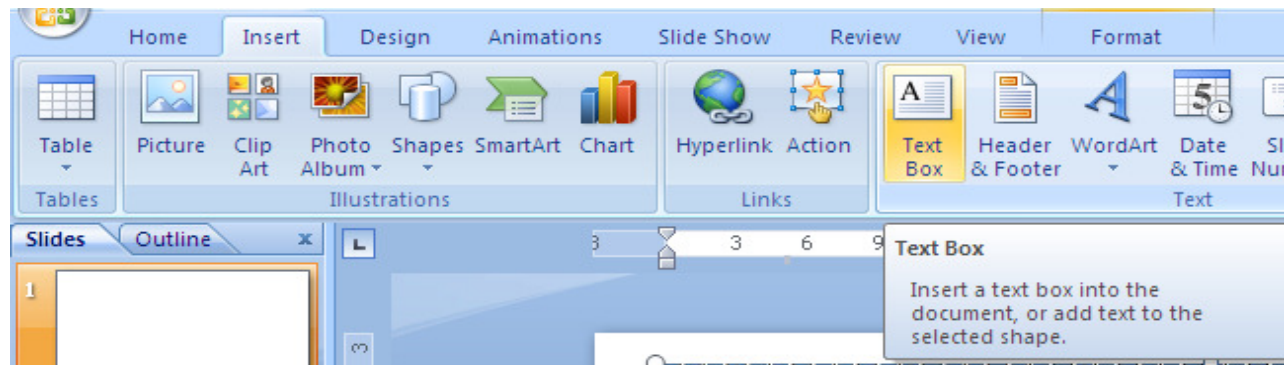 Home Insert Design Animations Slide Show Review View Format
Table Picture Clip Art Photo Album Shapes SmartArt Chart Hyperlink Action Text Box Header & Footer WordArt Date & Time
Tables Illustrations Links Text
Slides Outline x L 3 3 6 9
Text Box
1
Insert a text box into the
document, or add text to the
selected shape.
3